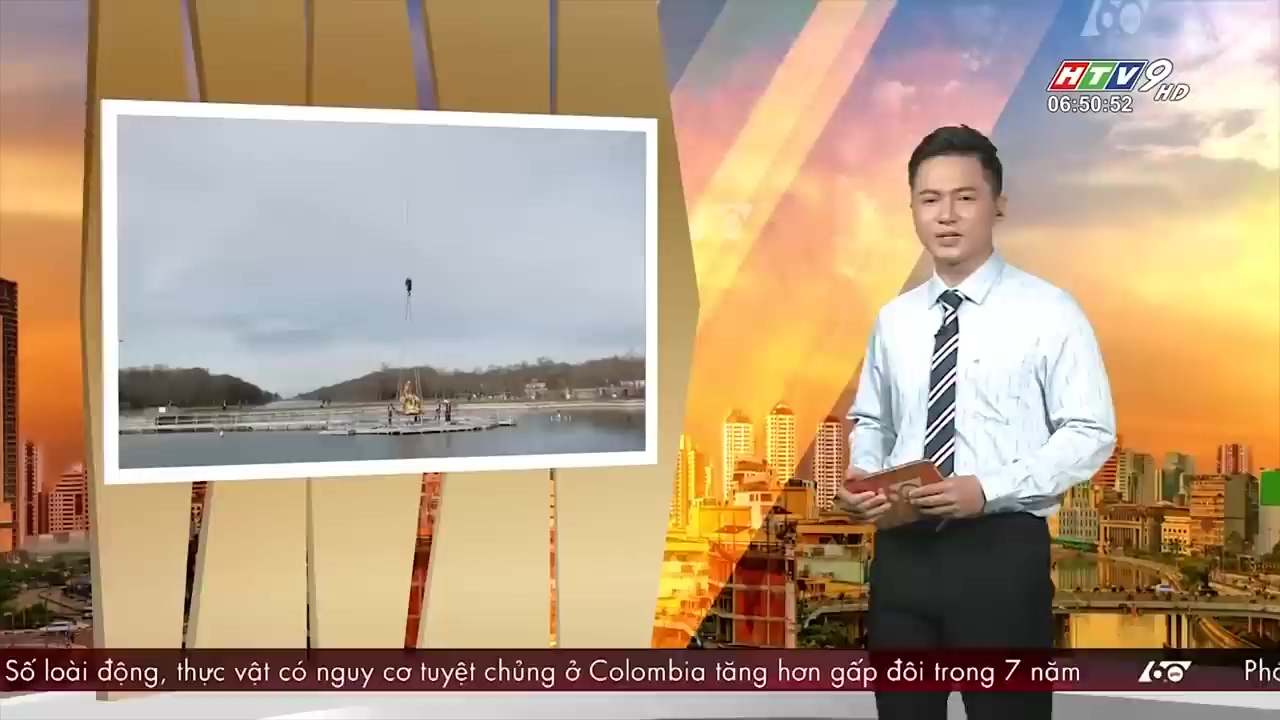 HTV9
HD
06:50:52
Số loài động, thực vật có nguy cơ tuyệt chủng ở Colombia tăng hơn gấp đôi trong 7 năm
60